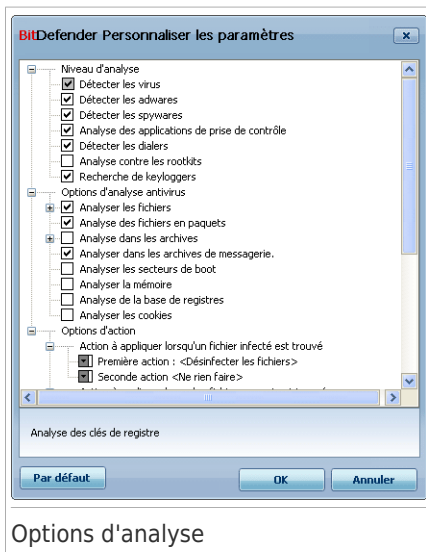 BitDefender Personnaliser les paramètres
Niveau d'analyse
Détecter les virus
Détecter les adwares
Détecter les spywares
Analyse des applications de prise de contrôle
Détecter les dialers
Analyse contre les rootkits
Recherche de keyloggers
Options d'analyse antivirus
Analyser les fichiers
Analyse des fichiers en paquets
Analyse dans les archives
Analyser dans les archives de messagerie.
Analyser les secteurs de boot
Analyser la mémoire
Analyse de la base de registres
Analyser les cookies
Options d'action
Action à appliquer lorsqu'un fichier infecté est trouvé
Première action : <Désinfecter les fichiers>
Seconde action <Ne rien faire>
Analyse des clés de registre
Par défaut
OK
Annuler
Options d'analyse